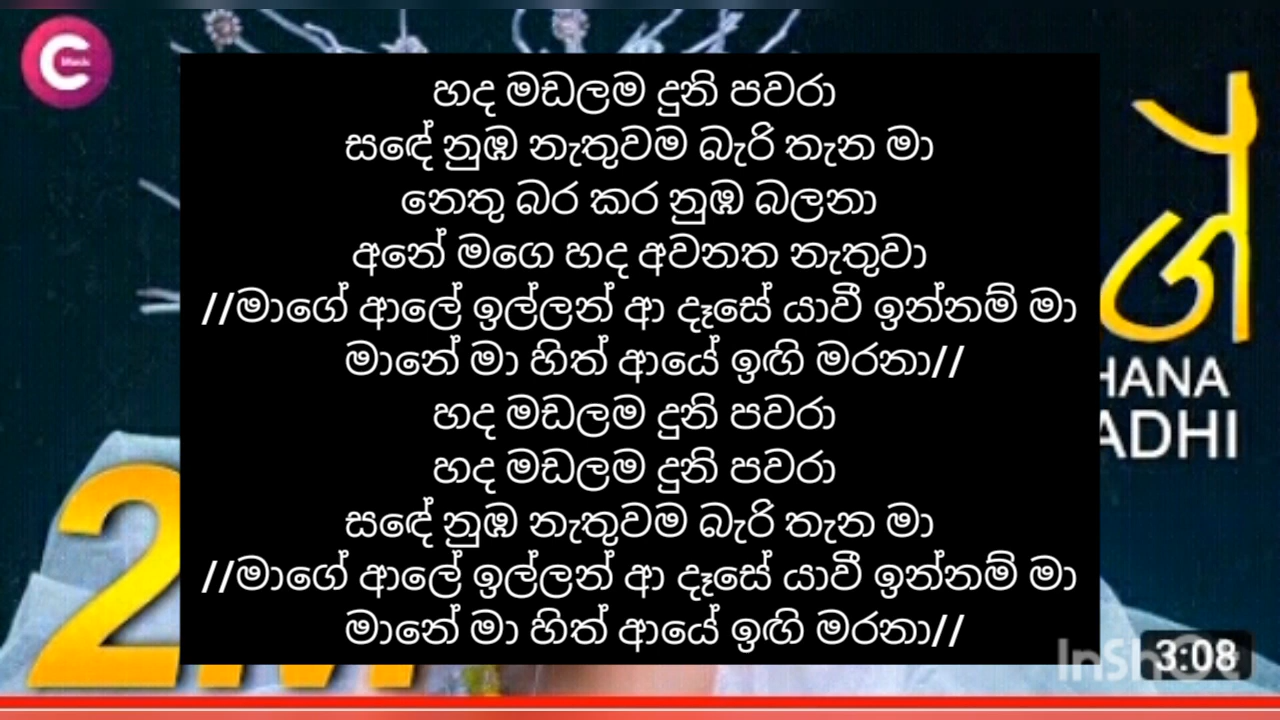 Music
හද මඩලම දුනි පවරා
සඳේ නුඹ නැතුවම බැරි තැන මා
නෙතු බර කර නුඹ බලනා
අනේ මගෙ හද අවනත නැතුවා
//මාගේ ආලේ ඉල්ලන් ආ දෑසේ යාවී ඉන්නම් මා
මානේ මා හිත් ආයේ ඉඟි මරනා//
හද මඩලම දුනි පවරා
හද මඩලම දුනි පවරා
සඳේ නුඹ නැතුවම බැරි තැන මා
//මාගේ ආලේ ඉල්ලන් ආ දෑසේ යාවී ඉන්නම් මා
මානේ මා හිත් ආයේ ඉඟි මරනා//
ගේ
HANA
ADHI
2M
InShot
3:08